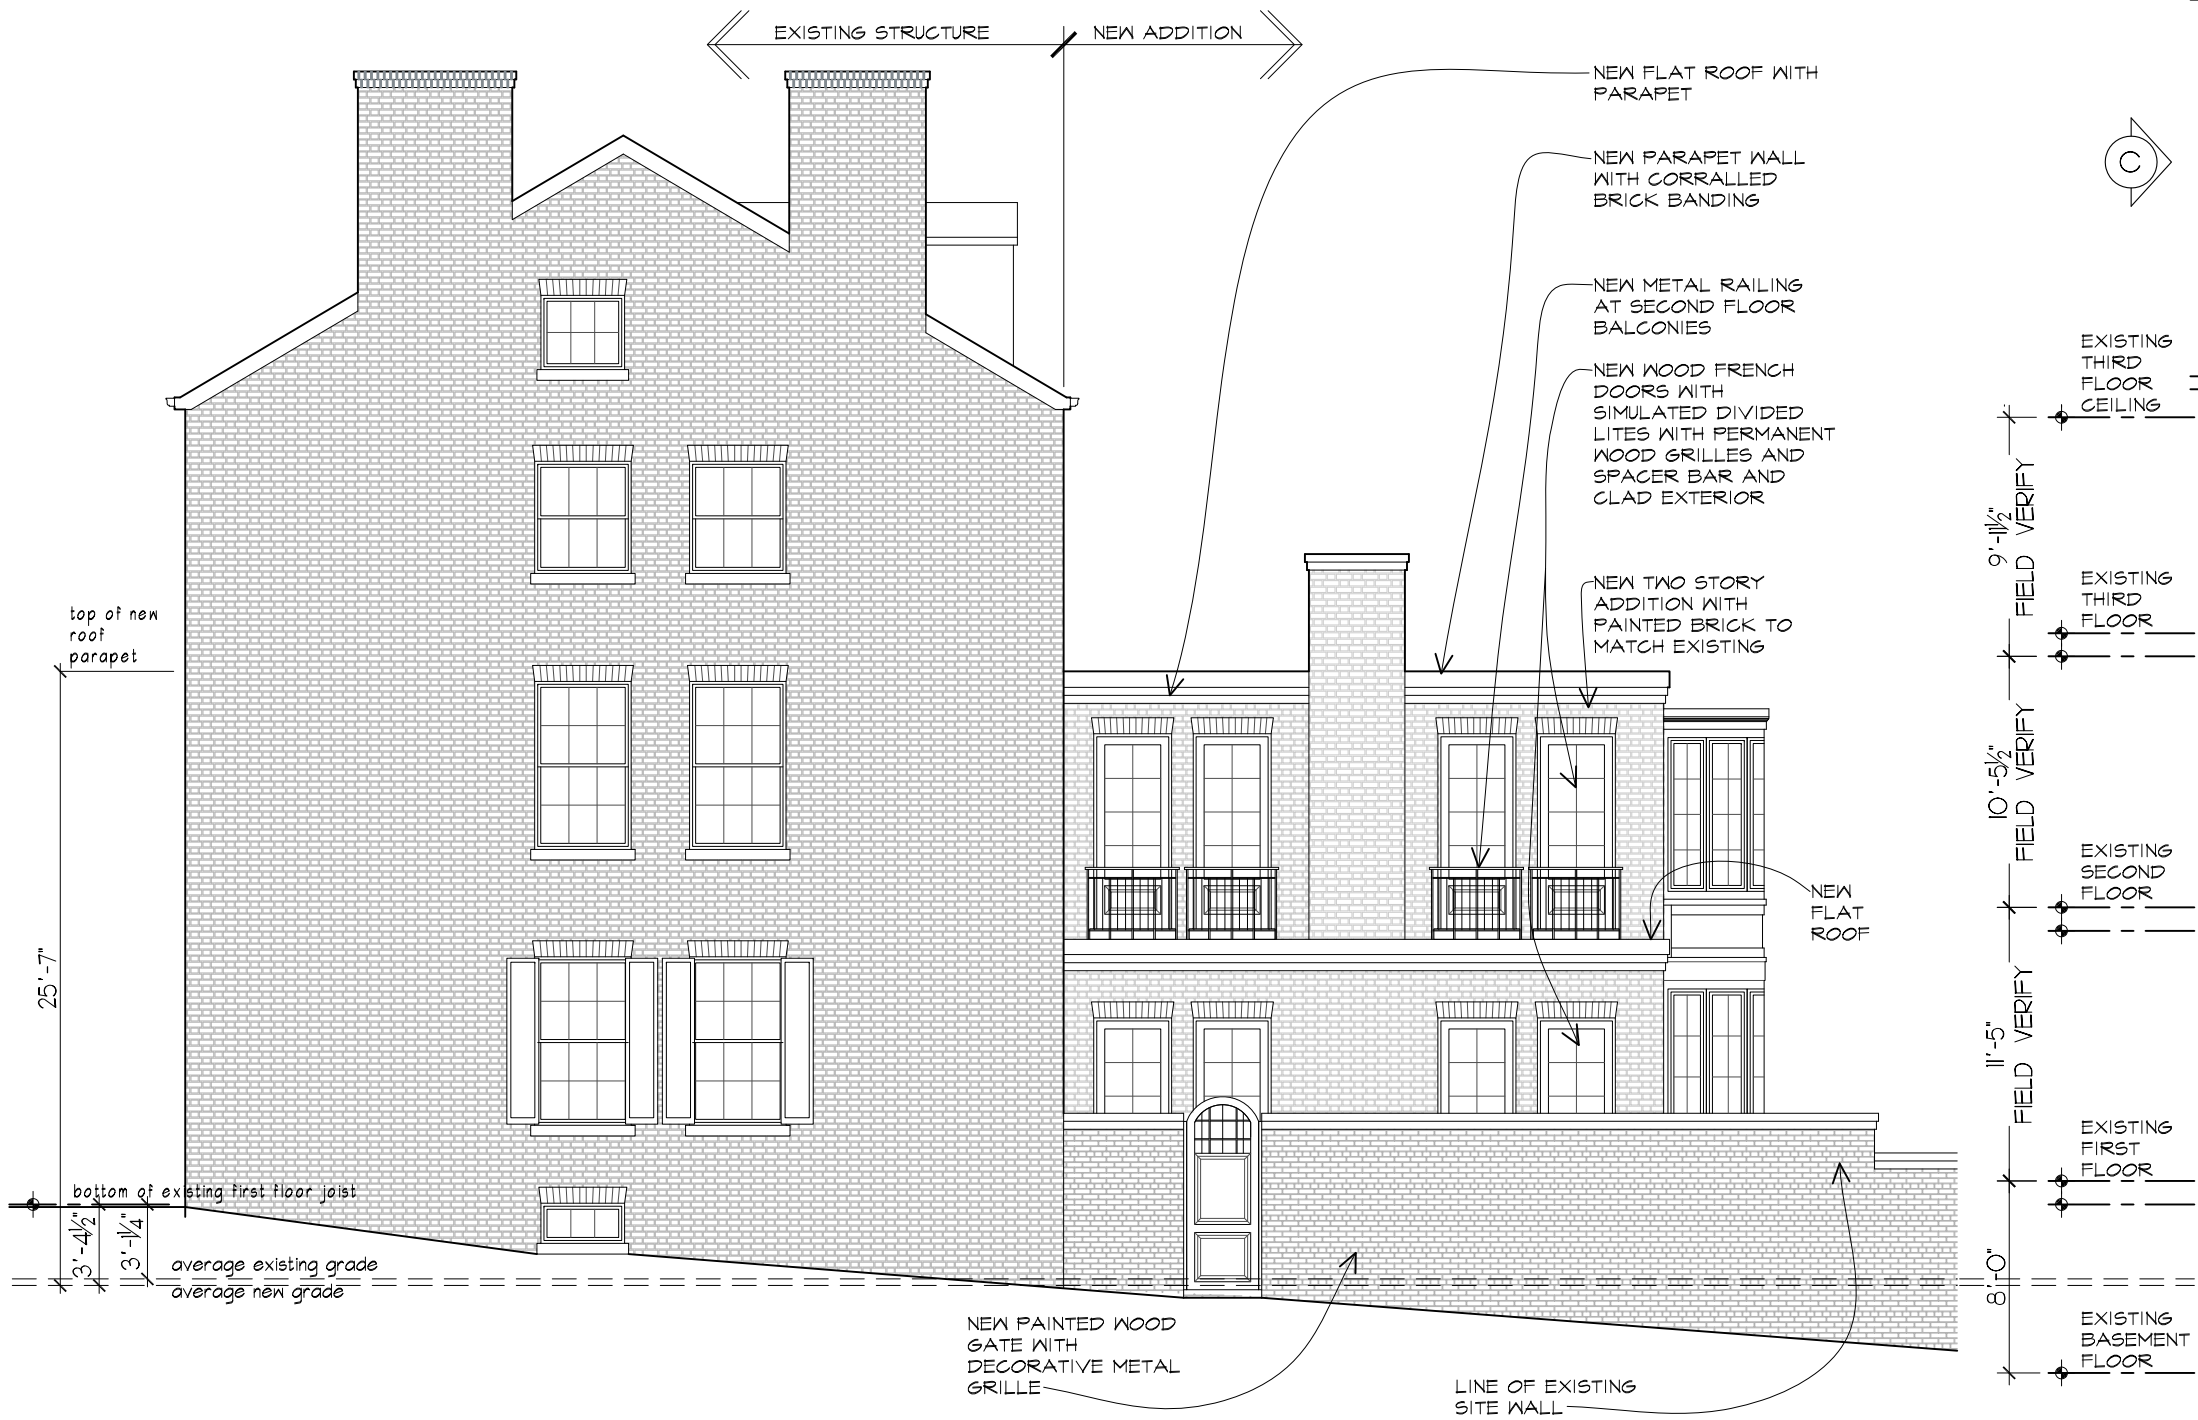 EXISTING STRUCTURE
NEW ADDITION
NEW FLAT ROOF WITH
PARAPET
C
NEW PARAPET WALL
WITH CORRALLED
BRICK BANDING
NEW METAL RAILING
AT SECOND FLOOR
BALCONIES
NEW WOOD FRENCH
DOORS WITH
SIMULATED DIVIDED
LITES WITH PERMANENT
WOOD GRILLES AND
SPACER BAR AND
CLAD EXTERIOR
NEW TWO STORY
ADDITION WITH
PAINTED BRICK TO
MATCH EXISTING
NEW
FLAT
ROOF
EXISTING
THIRD
FLOOR
CEILING
9'-11½"
FIELD VERIFY
EXISTING
THIRD
FLOOR
10'-5½"
FIELD VERIFY
EXISTING
SECOND
FLOOR
11'-5"
FIELD VERIFY
EXISTING
FIRST
FLOOR
8'-0"
EXISTING
BASEMENT
FLOOR
top of new
roof
parapet
25'-7"
bottom of existing first floor joist
3'-4½"
3'-1¼"
average existing grade
average new grade
NEW PAINTED WOOD
GATE WITH
DECORATIVE METAL
GRILLE
LINE OF EXISTING
SITE WALL